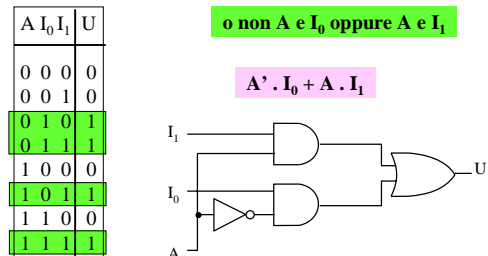 A I0 I1 U
0 0 0 0
0 0 1 0
0 1 0 1
0 1 1 1
1 0 0 0
1 0 1 1
1 1 0 0
1 1 1 1
o non A e I0 oppure A e I1
A’ . I0 + A . I1
I1
I0
A
U